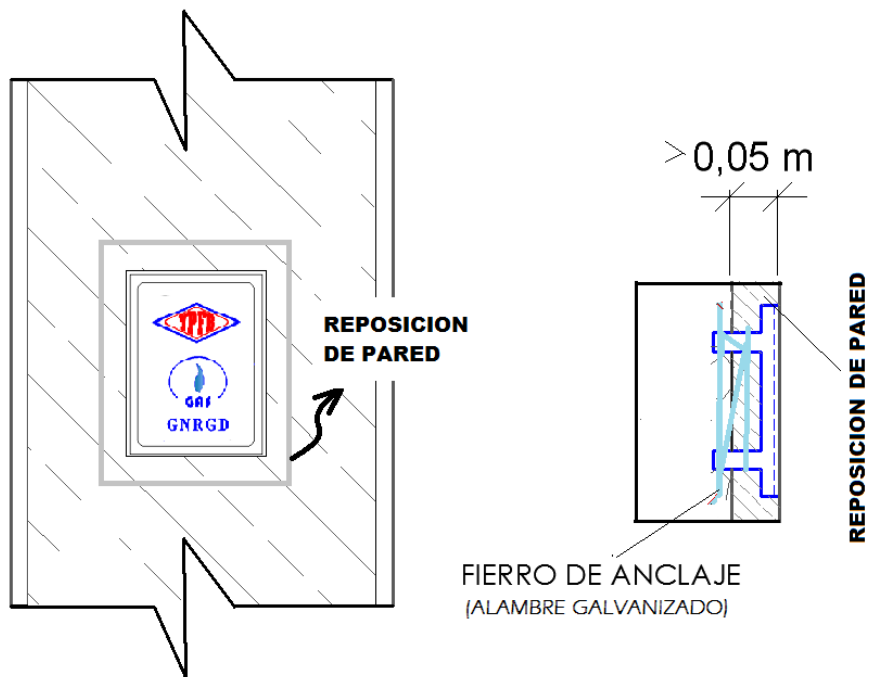 > 0,05 m
YPFB
GAS
GNRGD
REPOSICION
DE PARED
REPOSICION DE PARED
FIERRO DE ANCLAJE
(ALAMBRE GALVANIZADO)